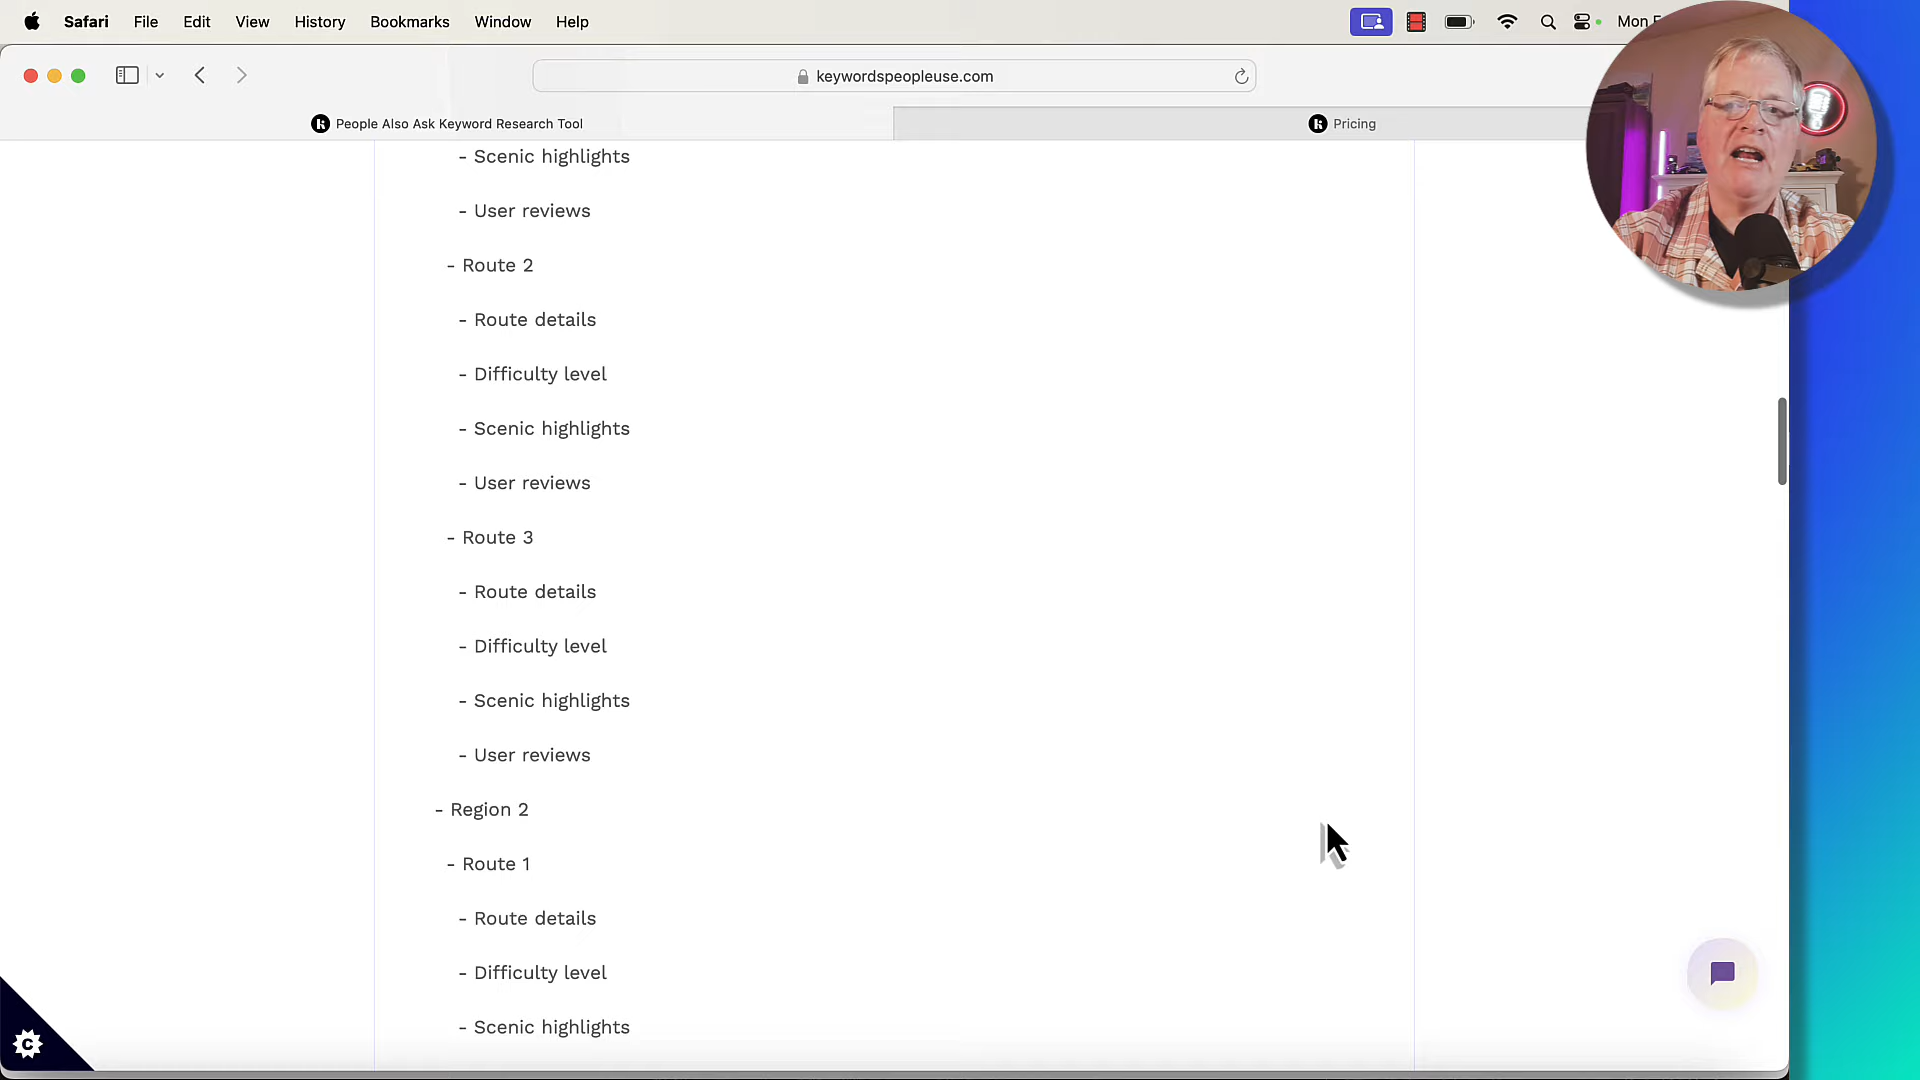 Safari File Edit View History Bookmarks Window Help Mon
keywordspeopleuse.com
People Also Ask Keyword Research Tool
Pricing
- Scenic highlights
- User reviews
- Route 2
- Route details
- Difficulty level
- Scenic highlights
- User reviews
- Route 3
- Route details
- Difficulty level
- Scenic highlights
- User reviews
- Region 2
- Route 1
- Route details
- Difficulty level
- Scenic highlights